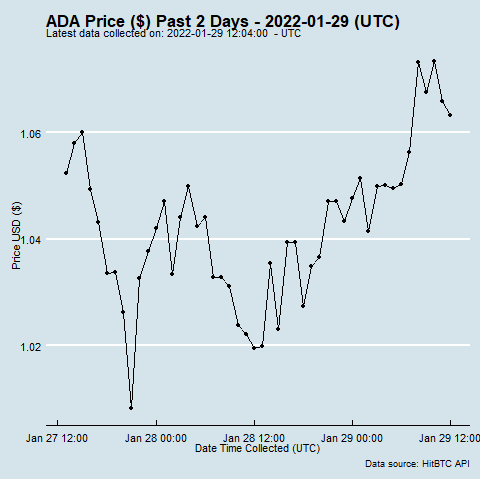 ADA Price ($) Past 2 Days - 2022-01-29 (UTC)
Latest data collected on: 2022-01-29 12:04:00 - UTC
1.06
1.04
1.02
Price USD ($)
Jan 27 12:00 Jan 28 00:00 Jan 28 12:00 Jan 29 00:00 Jan 29 12:00
Date Time Collected (UTC)
Data source: HitBTC API